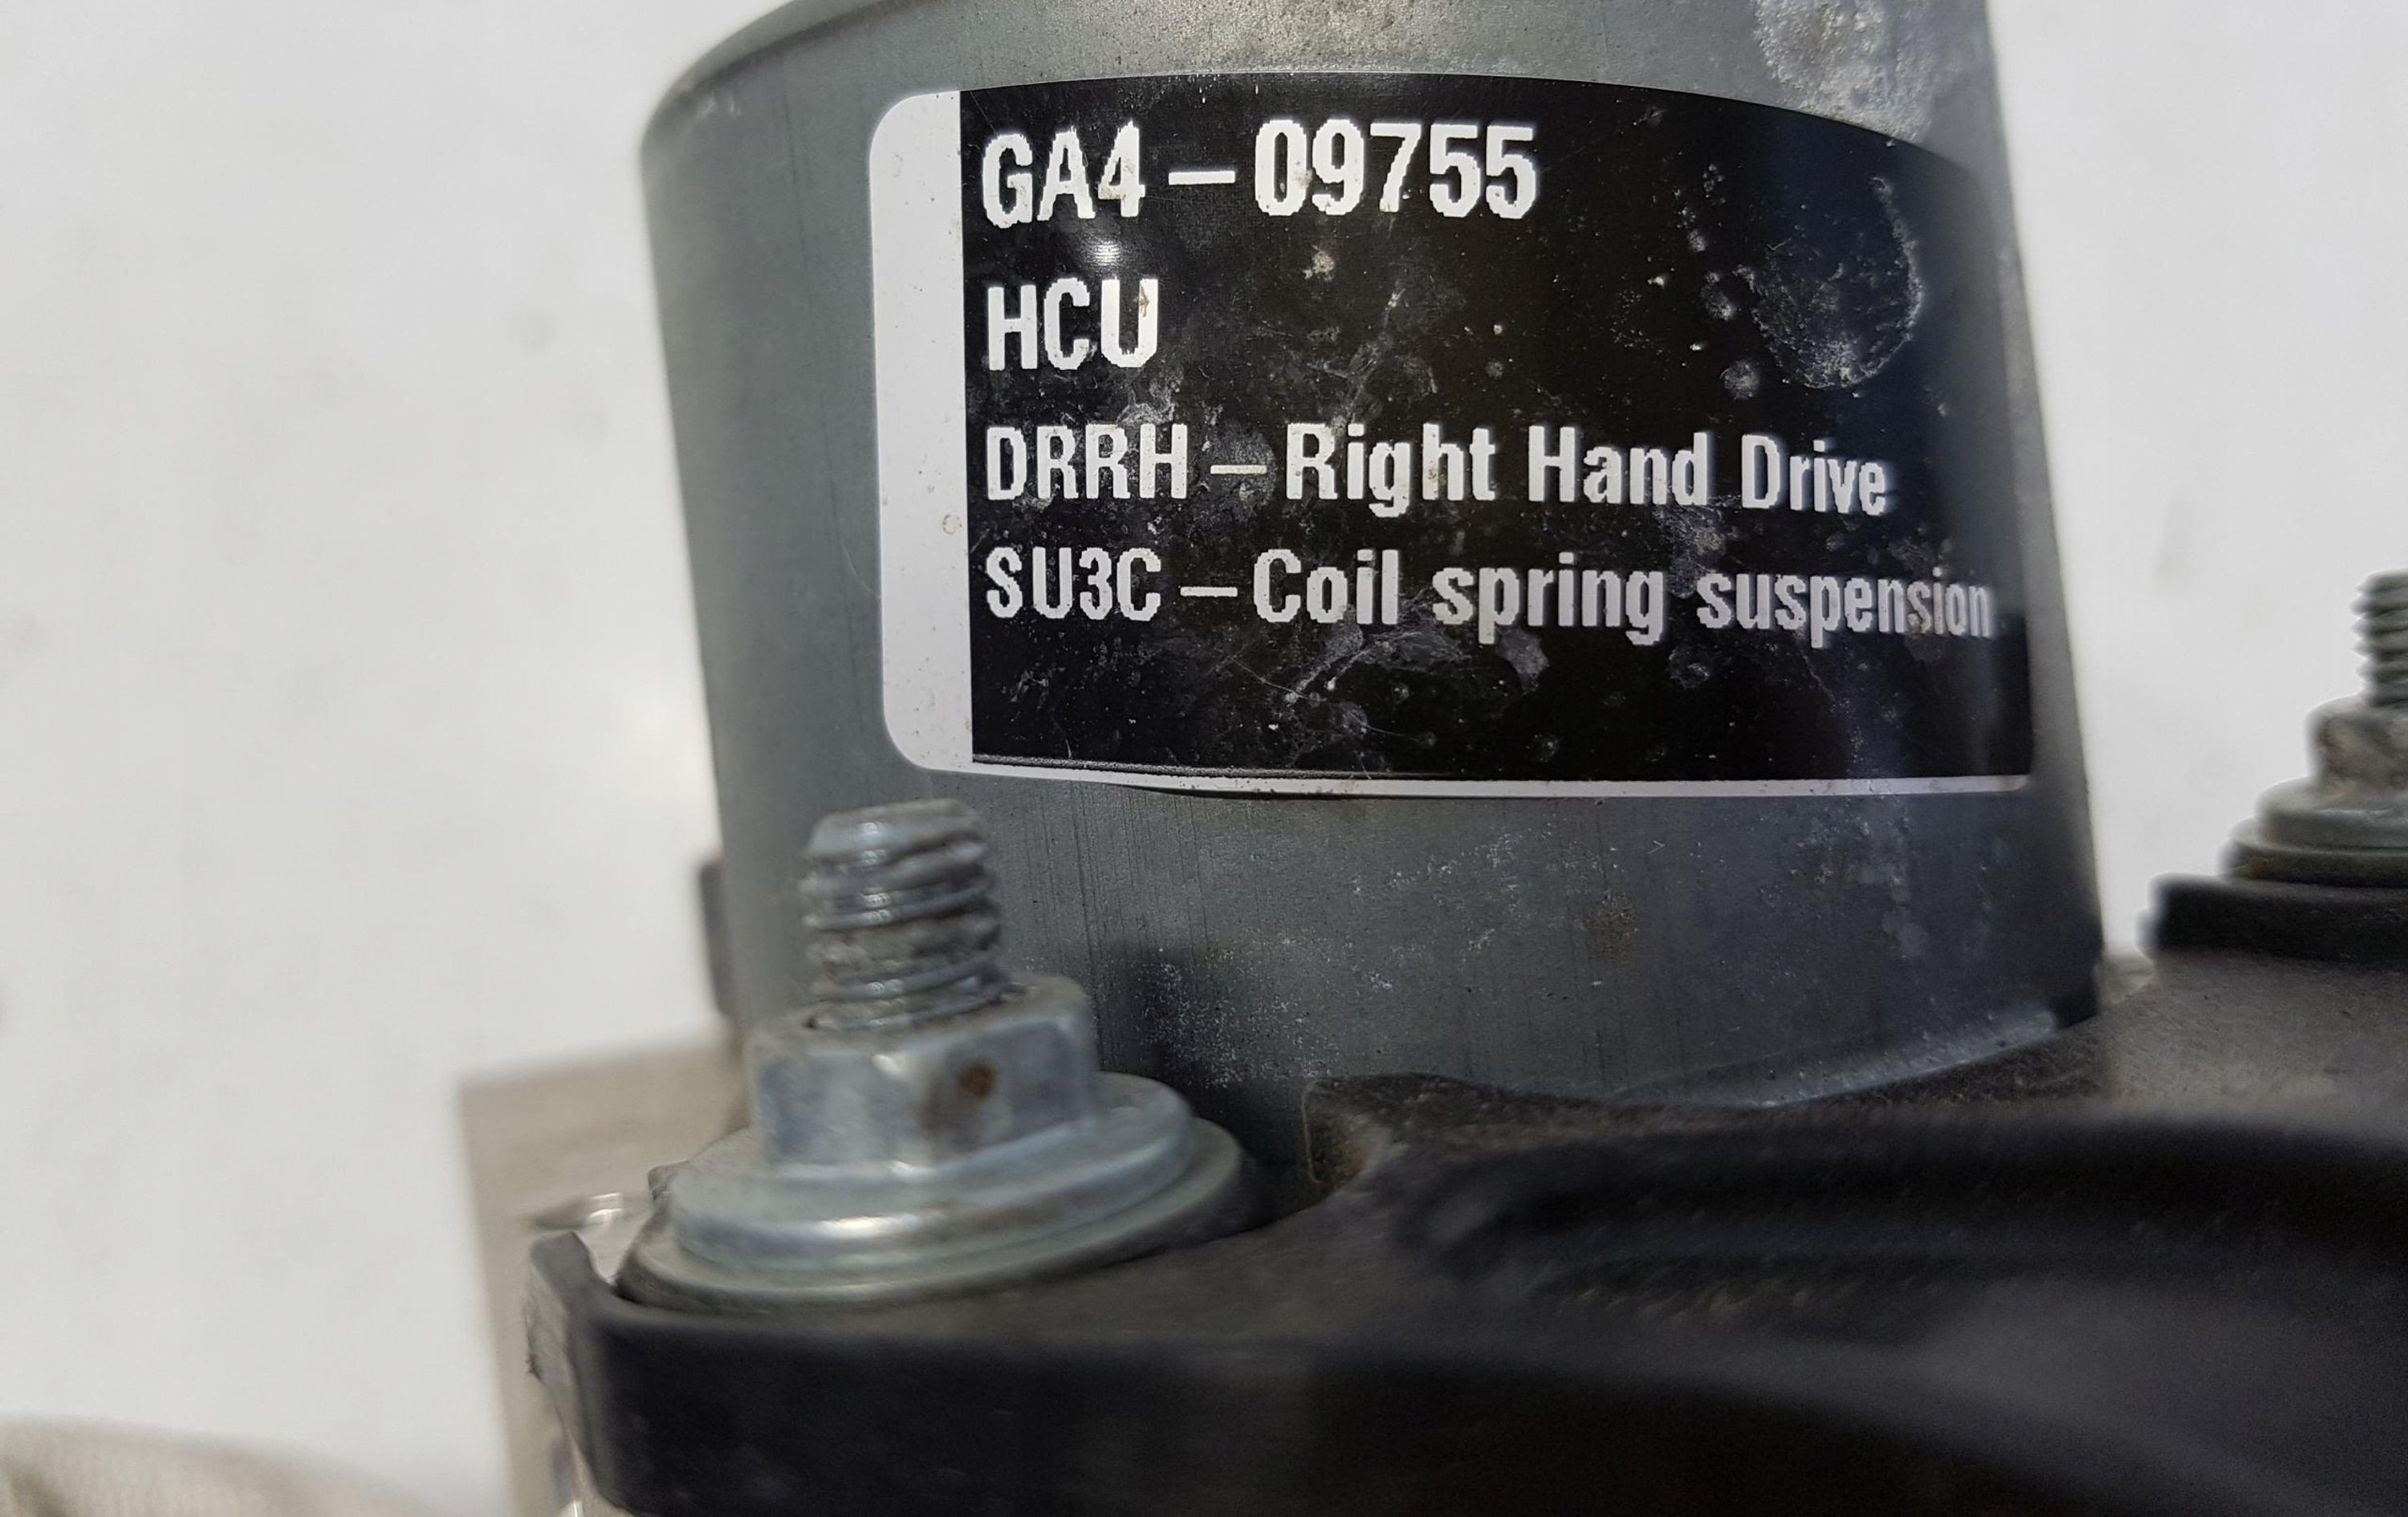 GA4 – 09755
HCU
DRRH – Right Hand Drive
SU3C – Coil spring suspension